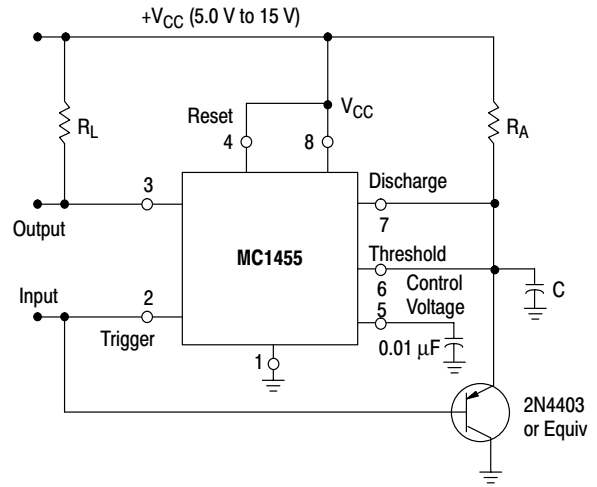 +VCC (5.0 V to 15 V)
Reset
VCC
RL
4
8
RA
3
Discharge
7
Output
MC1455
Threshold
6
Control
Voltage
Input
2
5
C
Trigger
0.01 μF
1
2N4403
or Equiv